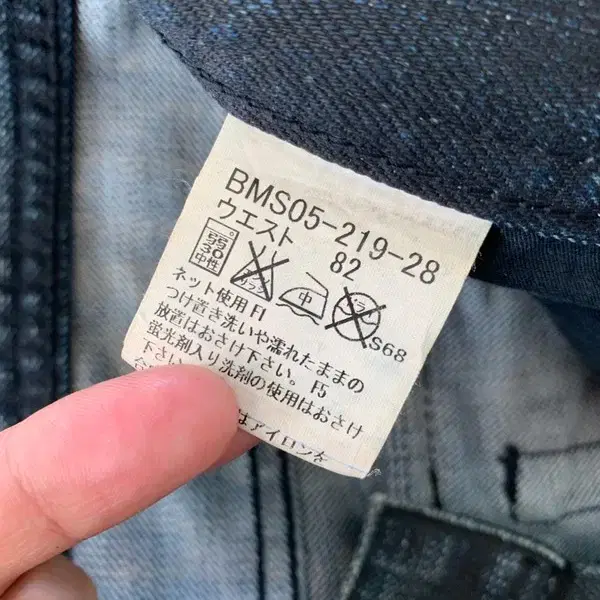 BMS05-219-28
ウエスト 82
弱 30 中性 中 S68
ネット使用 FI
つけ置き洗いや濡れたままの
放置はおさけ下さい。F5
蛍光剤入り洗剤の使用はおさけ
下さい
はアイロンを